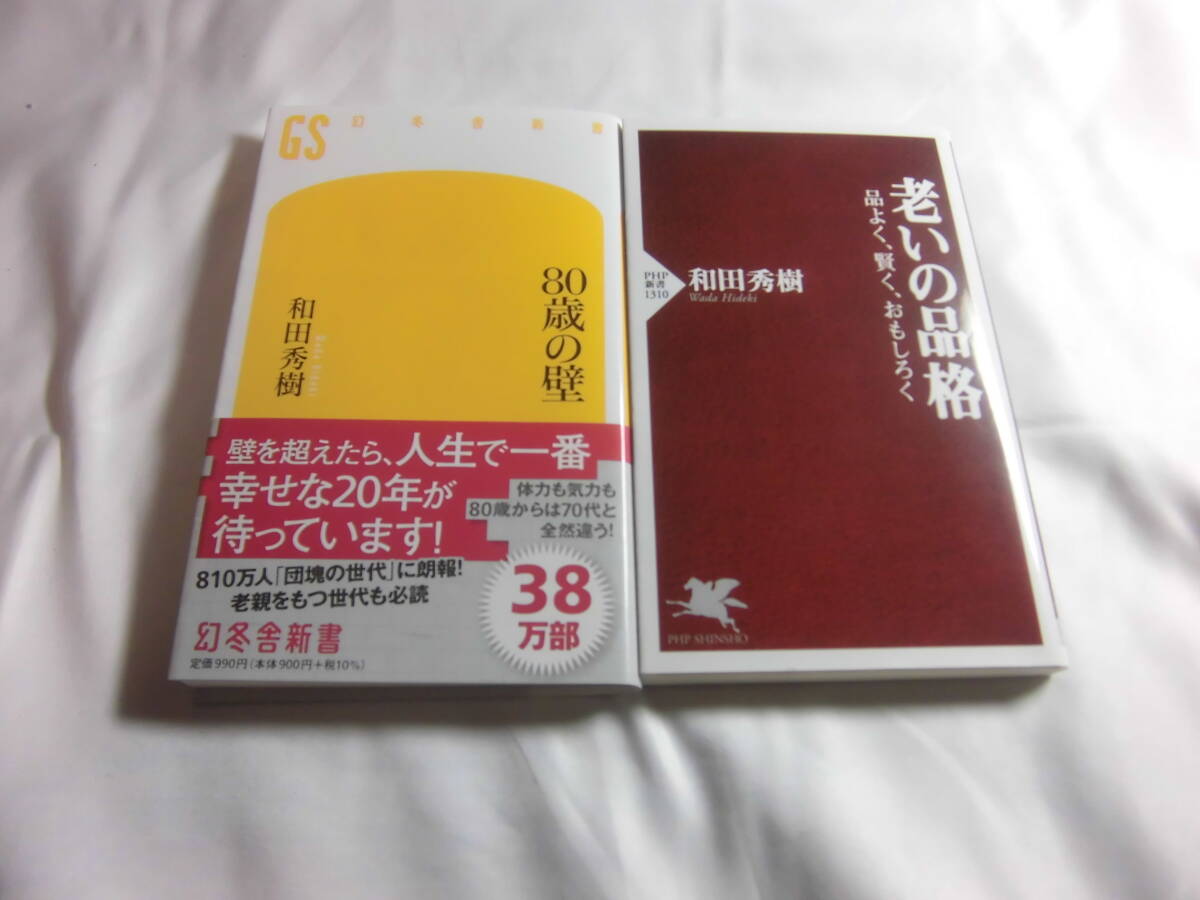 GS
幻冬舎新書
80歳の壁
和田秀樹
Wada Hideki
壁を超えたら、人生で一番
幸せな20年が
待っています!
体力も気力も
80歳からは70代と
全然違う!
810万人「団塊の世代」に朗報!
老親をもつ世代も必読
38
万部
幻冬舎新書
定価990円(本体900円+税10%)
老いの品格
品よく、賢く、おもしろく
PHP
新書
1310
和田秀樹
Wada Hideki
PHP SHINSHO